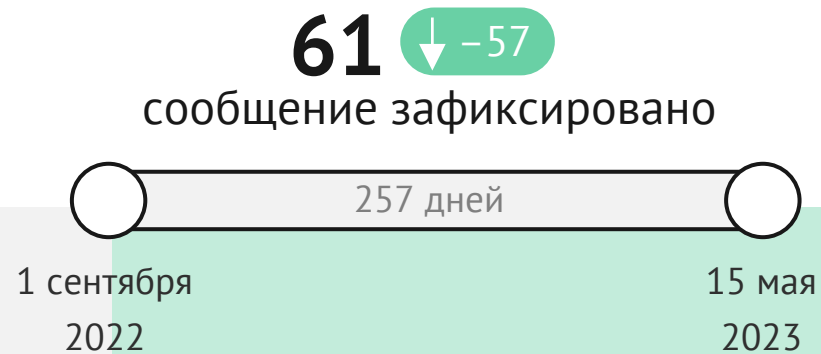 61 ↓ –57
сообщение зафиксировано
257 дней
1 сентября 15 мая
2022 2023